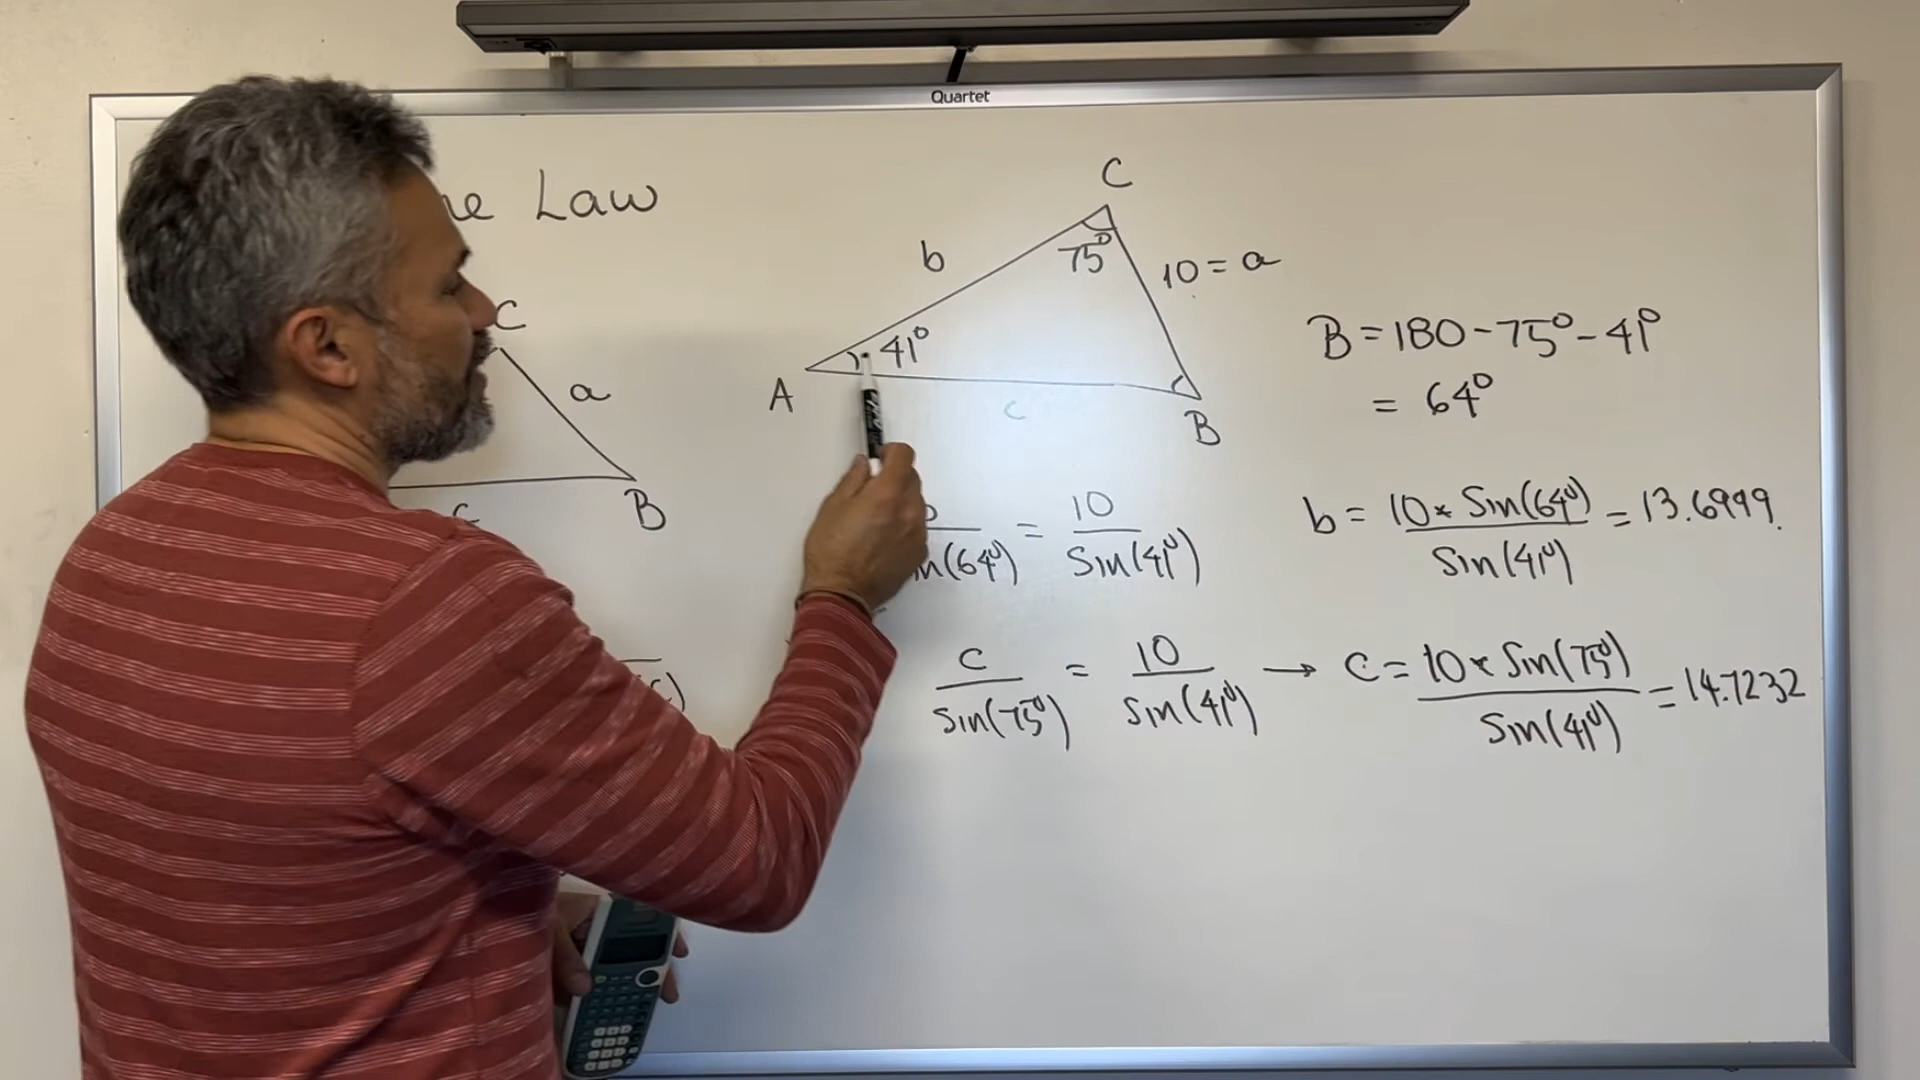 Quartet
Law
C
a
c
B
C
b
75°
10 = a
41°
A
c
B
B = 180 - 75° - 41°
= 64°
(64°) = 10 / Sin(41°)
b = 10 * Sin(64°) / Sin(41°) = 13.6999.
c / Sin(75°) = 10 / Sin(41°) → C = 10 * Sin(75°) / Sin(41°) = 14.7232